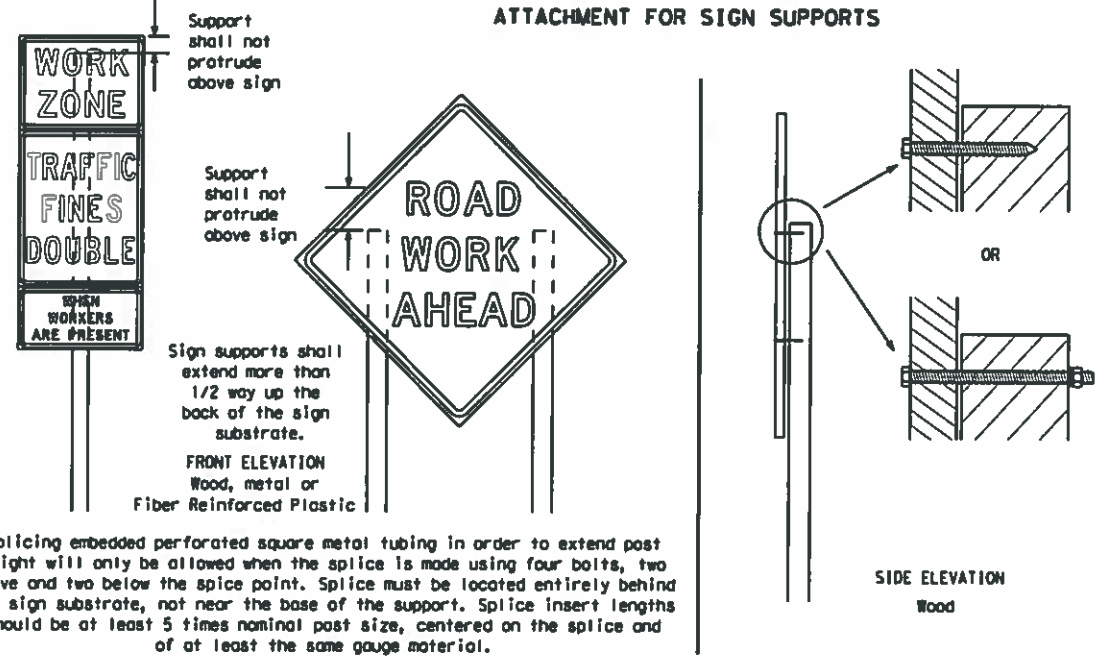 ATTACHMENT FOR SIGN SUPPORTS
Support
shall not
protrude
above sign
WORK
ZONE
TRAFFIC
FINES
DOUBLE
WHEN
WORKERS
ARE PRESENT
Support
shall not
protrude
above sign
ROAD
WORK
AHEAD
Sign supports shall
extend more than
1/2 way up the
back of the sign
substrate.
FRONT ELEVATION
Wood, metal or
Fiber Reinforced Plastic
OR
SIDE ELEVATION
Wood
plicing embedded perforated square metal tubing in order to extend post
ight will only be allowed when the splice is made using four bolts, two
ve and two below the spice point. Splice must be located entirely behind
sign substrate, not near the base of the support. Splice insert lengths
hould be at least 5 times nominal post size, centered on the splice and
of at least the same gauge material.